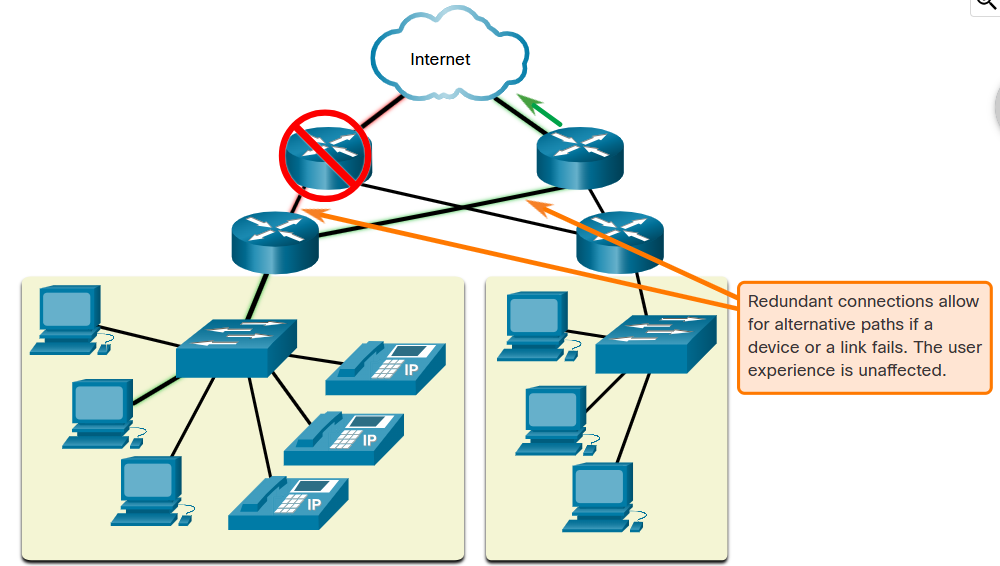 Internet
Redundant connections allow
for alternative paths if a
device or a link fails. The user
experience is unaffected.
IP
IP
IP